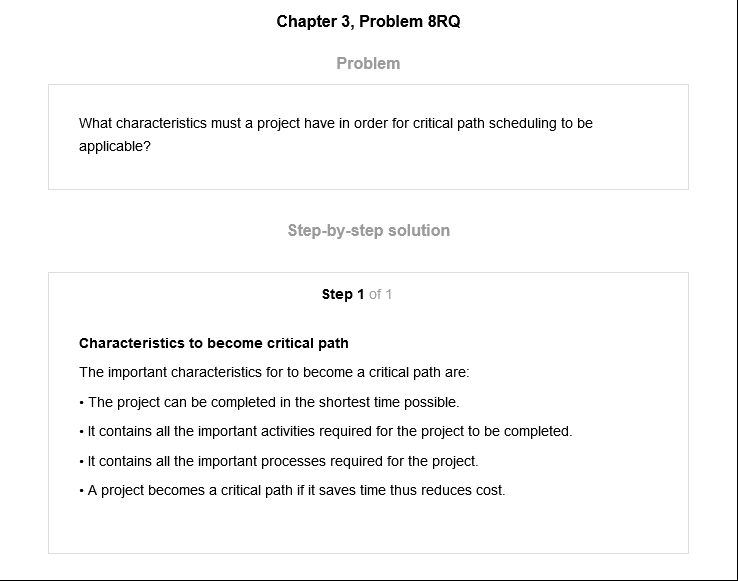 Chapter 3, Problem 8RQ
Problem
What characteristics must a project have in order for critical path scheduling to be
applicable?
Step-by-step solution
Step 1 of 1
Characteristics to become critical path
The important characteristics for to become a critical path are:
• The project can be completed in the shortest time possible.
• It contains all the important activities required for the project to be completed.
• It contains all the important processes required for the project.
• A project becomes a critical path if it saves time thus reduces cost.